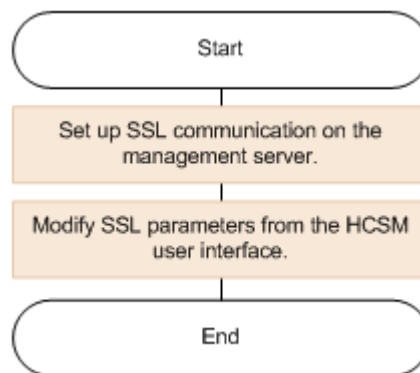 Start
Set up SSL communication on the
management server.
Modify SSL parameters from the HCSM
user interface.
End